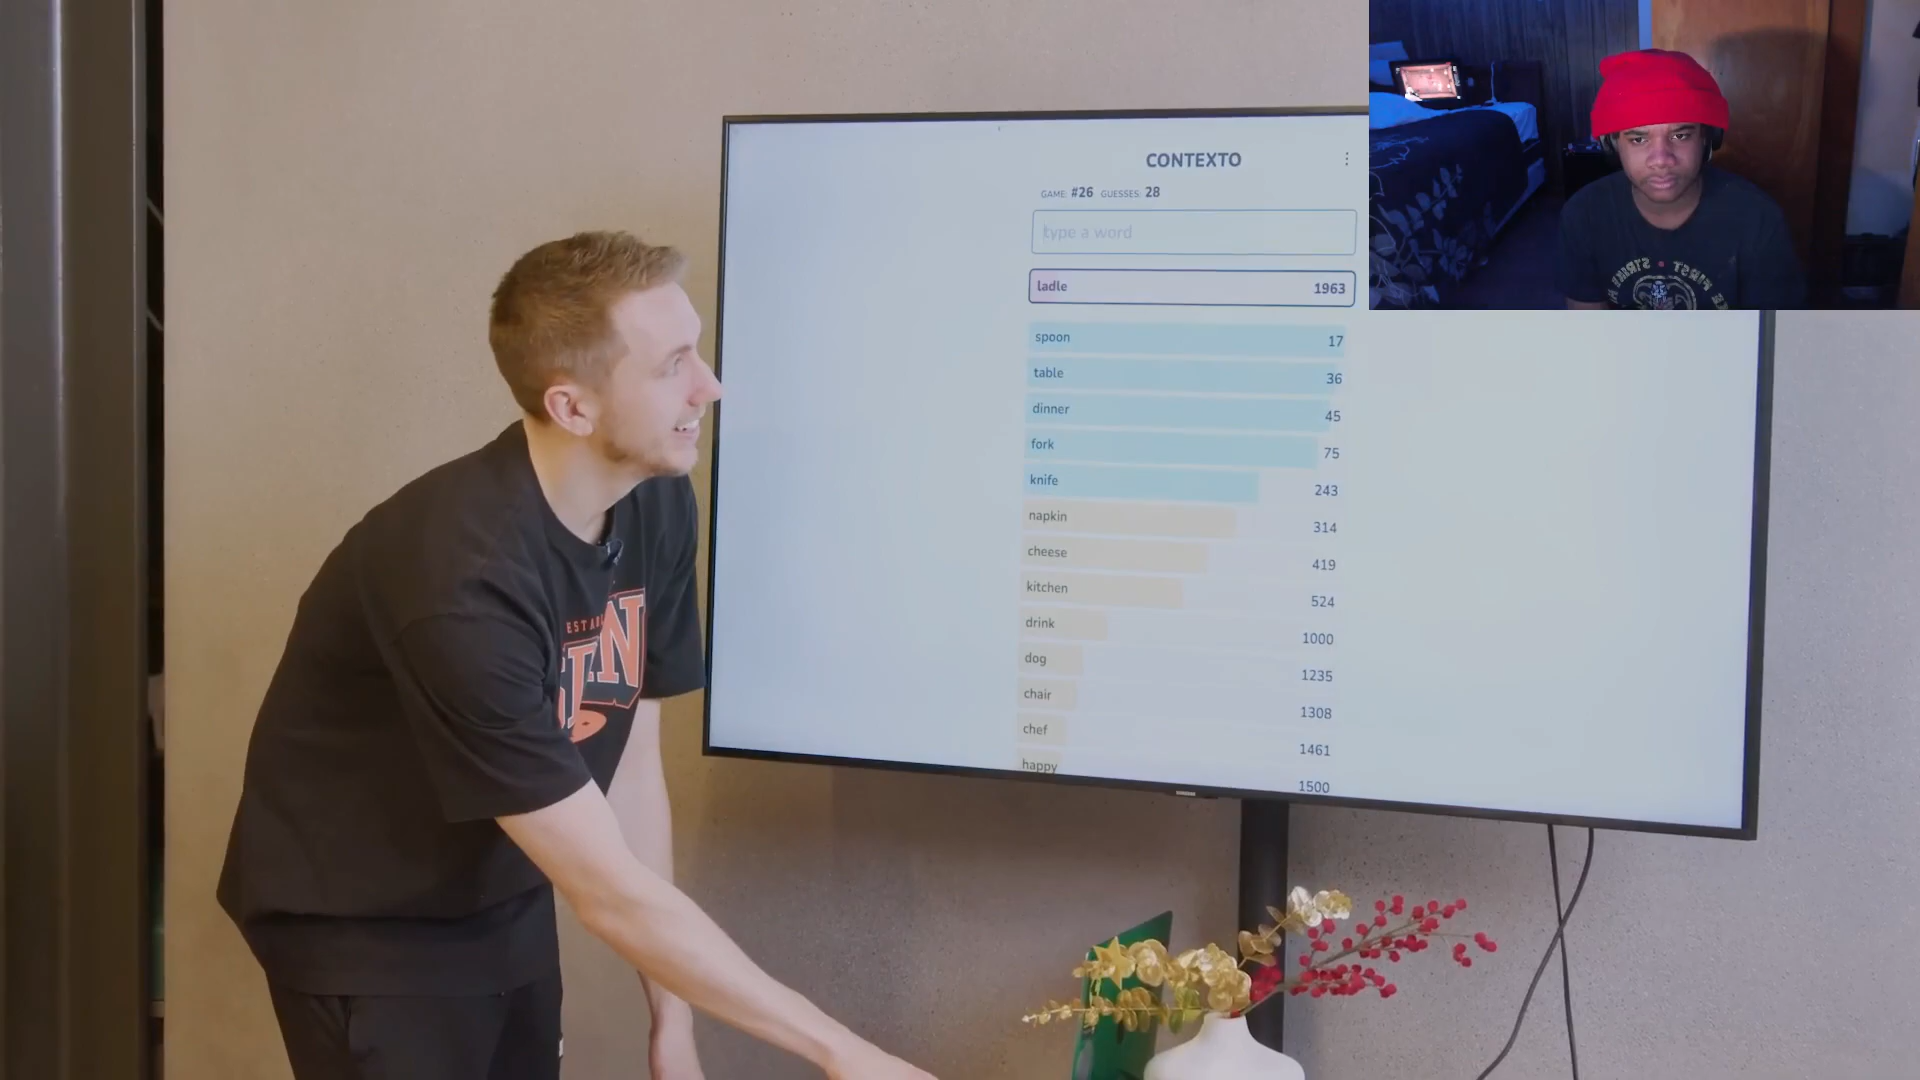 CONTEXTO
GAME: #26 GUESSES: 28
type a word
ladle 1963
spoon 17
table 36
dinner 45
fork 75
knife 243
napkin 314
cheese 419
kitchen 524
drink 1000
dog 1235
chair 1308
chef 1461
happy 1500